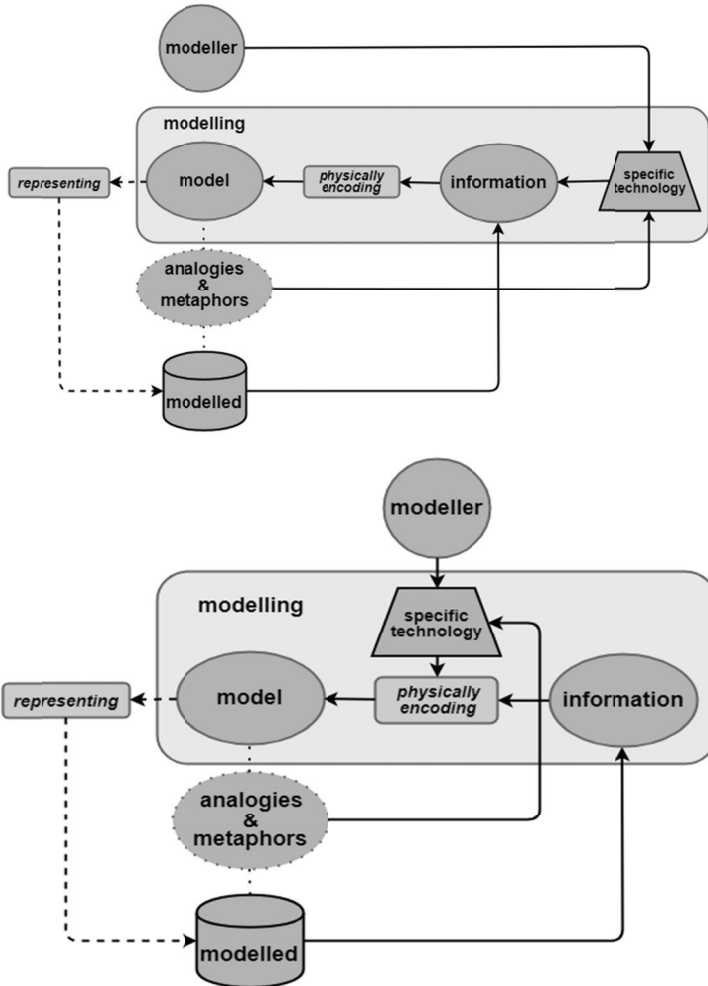 modeller
modelling
representing
model
physically
encoding
information
specific
technology
analogies
&
metaphors
modelled
modeller
modelling
specific
technology
representing
model
physically
encoding
information
analogies
&
metaphors
modelled